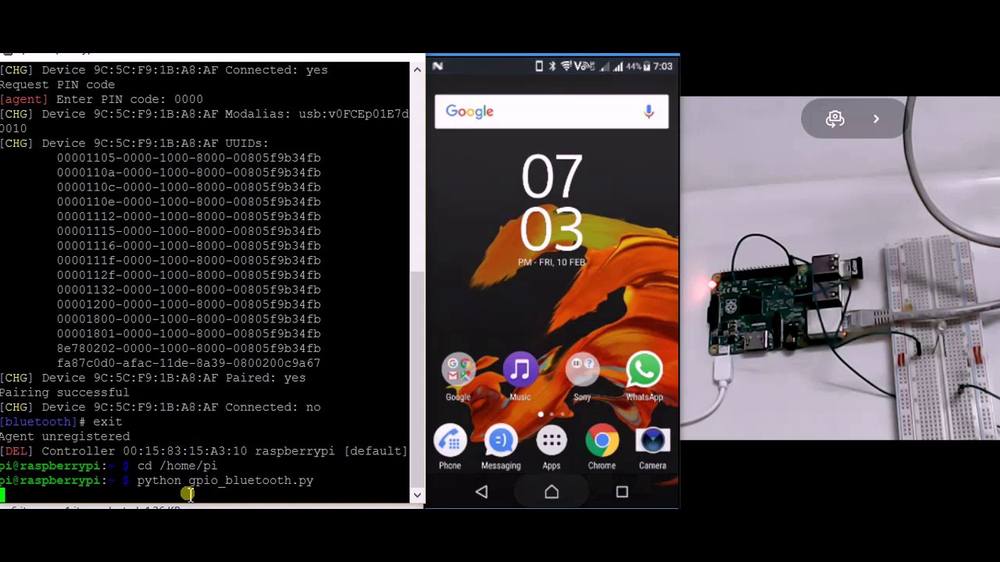 [CHG] Device 9C:5C:F9:1B:A8:AF Connected: yes
Request PIN code
[agent] Enter PIN code: 0000
[CHG] Device 9C:5C:F9:1B:A8:AF Modalias: usb:v0FCEp01E7d
0010
[CHG] Device 9C:5C:F9:1B:A8:AF UUIDs:
00001105-0000-1000-8000-00805f9b34fb
0000110a-0000-1000-8000-00805f9b34fb
0000110c-0000-1000-8000-00805f9b34fb
0000110e-0000-1000-8000-00805f9b34fb
00001112-0000-1000-8000-00805f9b34fb
00001115-0000-1000-8000-00805f9b34fb
00001116-0000-1000-8000-00805f9b34fb
0000111f-0000-1000-8000-00805f9b34fb
0000112f-0000-1000-8000-00805f9b34fb
00001132-0000-1000-8000-00805f9b34fb
00001200-0000-1000-8000-00805f9b34fb
00001800-0000-1000-8000-00805f9b34fb
00001801-0000-1000-8000-00805f9b34fb
8e780202-0000-1000-8000-00805f9b34fb
fa87c0d0-afac-11de-8a39-0800200c9a67
[CHG] Device 9C:5C:F9:1B:A8:AF Paired: yes
Pairing successful
[CHG] Device 9C:5C:F9:1B:A8:AF Connected: no
[bluetooth]# exit
Agent unregistered
[DEL] Controller 00:15:83:15:A3:10 raspberrypi [default]
pi@raspberrypi:~ $ cd /home/pi
pi@raspberrypi:~ $ python gpio_bluetooth.py
44% 7:03
Google
07
03
PM - FRI, 10 FEB
Google Music Sony WhatsApp
Phone Messaging Apps Chrome Camera